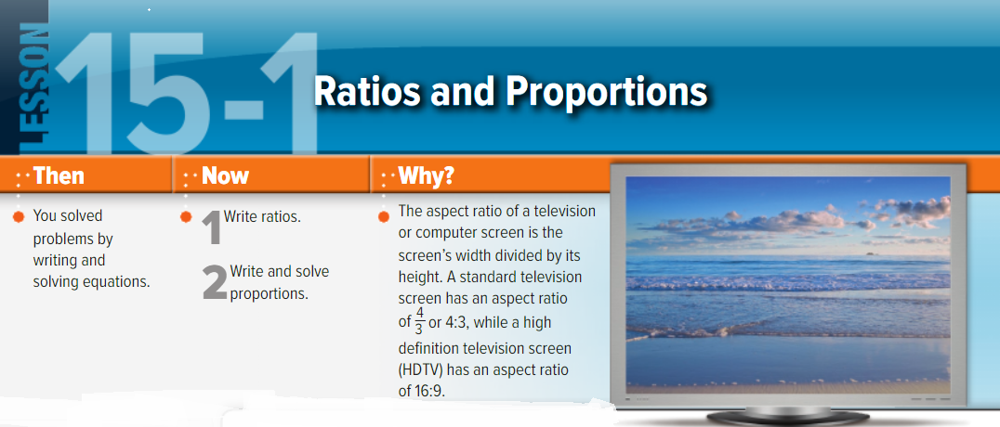 LESSON
15-1
Ratios and Proportions
Then
You solved
problems by
writing and
solving equations.
Now
1 Write ratios.
2 Write and solve
proportions.
Why?
The aspect ratio of a television
or computer screen is the
screen's width divided by its
height. A standard television
screen has an aspect ratio
of 4/3 or 4:3, while a high
definition television screen
(HDTV) has an aspect ratio
of 16:9.